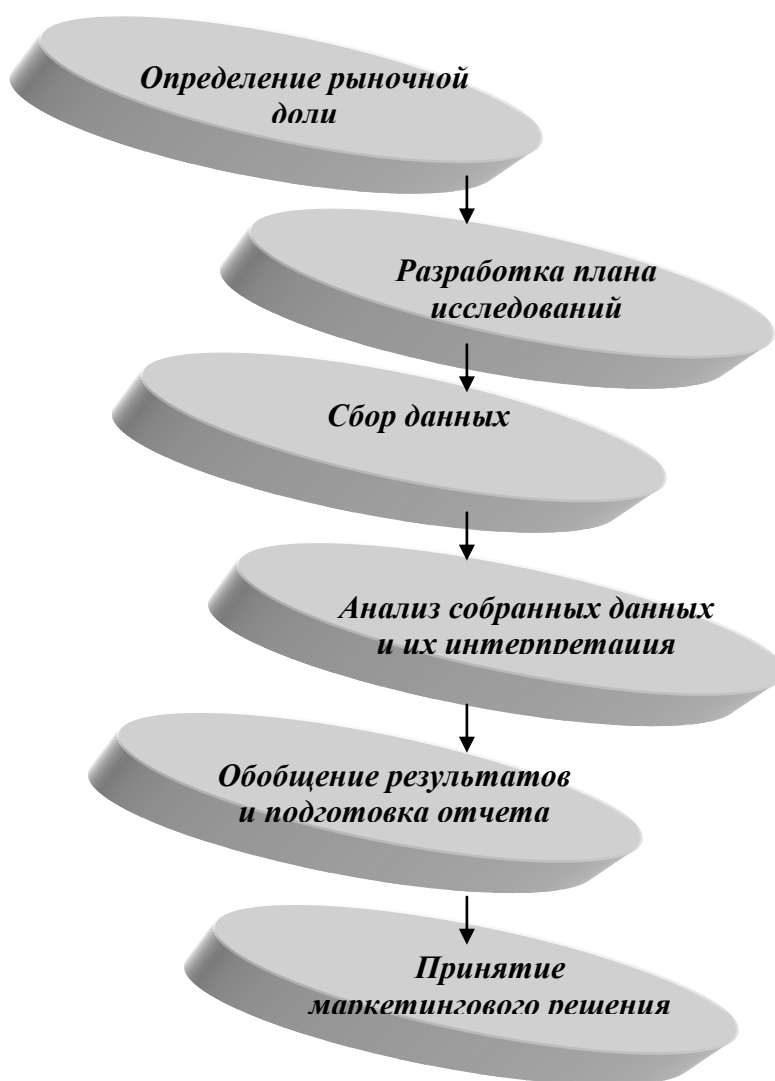 Определение рыночной
доли
Разработка плана
исследований
Сбор данных
Анализ собранных данных
и их интерпретация
Обобщение результатов
и подготовка отчета
Принятие
маркетингового решения